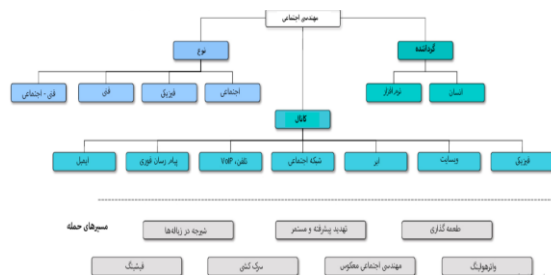 مهندسی اجتماعی
گرداننده
نوع
انسان
نرم افزار
اجتماعی
فیزیکی
فنی
فنی - اجتماعی
کانال
فیزیکی
وبسایت
ابر
شبکه اجتماعی
تلفن، VoIP
پیام رسان فوری
ایمیل
مسیرهای حمله
طعمه گذاری
تهدید پیشرفته و مستمر
شیرجه در زباله‌ها
واترهولینگ
مهندسی اجتماعی معکوس
سرک کشی
فیشینگ